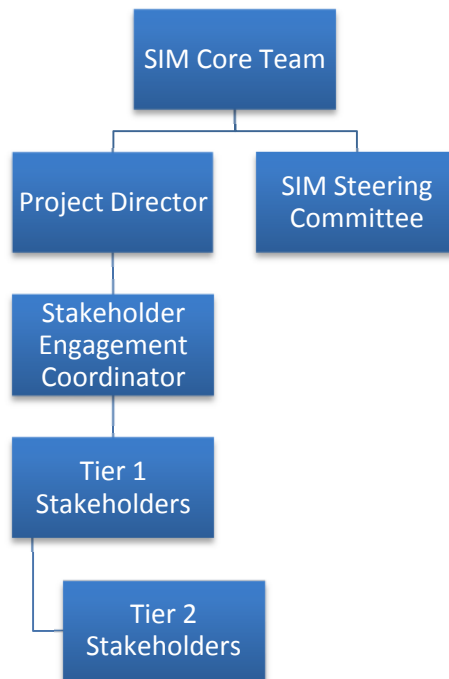 SIM Core Team
Project Director
SIM Steering
Committee
Stakeholder
Engagement
Coordinator
Tier 1
Stakeholders
Tier 2
Stakeholders